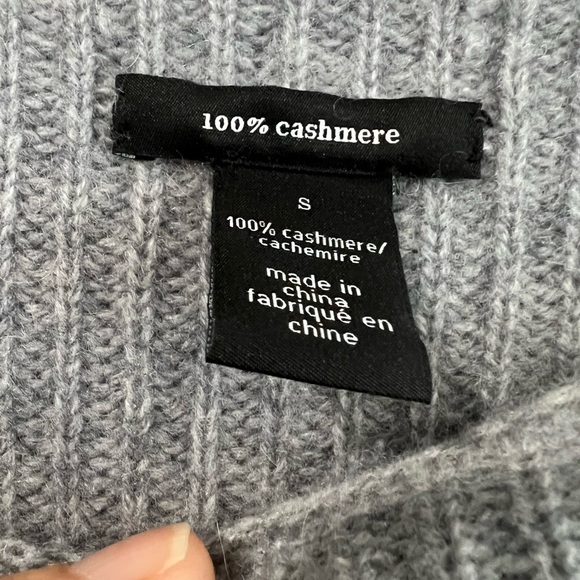 100% cashmere
S
100% cashmere/
cachemire
made in
china
fabriqué en
chine